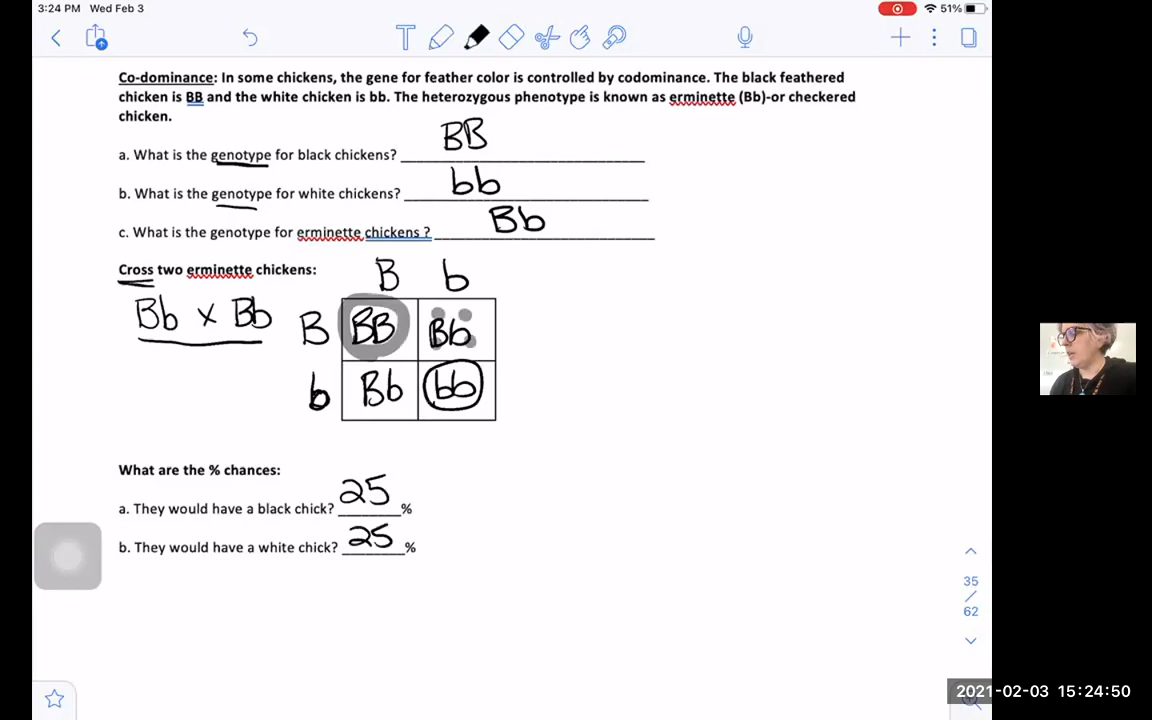 3:24 PM Wed Feb 3
51%
T
Co-dominance: In some chickens, the gene for feather color is controlled by codominance. The black feathered
chicken is BB and the white chicken is bb. The heterozygous phenotype is known as erminette (Bb)-or checkered
chicken.
a. What is the genotype for black chickens? BB
b. What is the genotype for white chickens? bb
c. What is the genotype for erminette chickens ? Bb
Cross two erminette chickens:
B b
Bb x Bb
B BB Bb
b Bb bb
What are the % chances:
a. They would have a black chick? 25 %
b. They would have a white chick? 25 %
35
/
62
2021-02-03 15:24:50